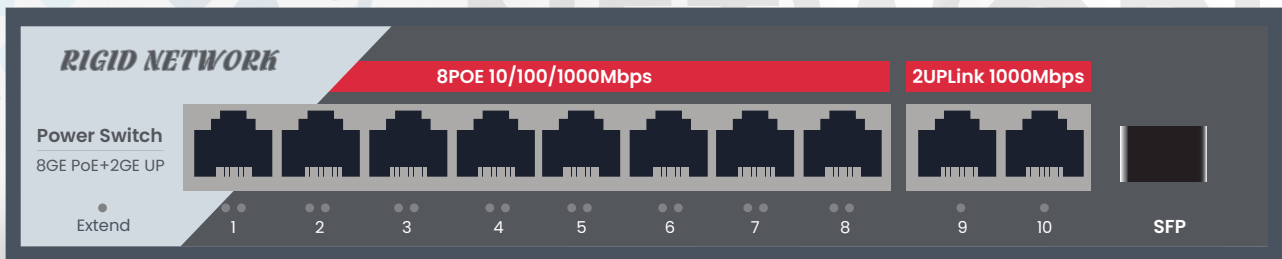 RIGID NETWORK
8POE 10/100/1000Mbps
2UPLink 1000Mbps
Power Switch
8GE PoE+2GE UP
Extend
1 2 3 4 5 6 7 8 9 10 SFP